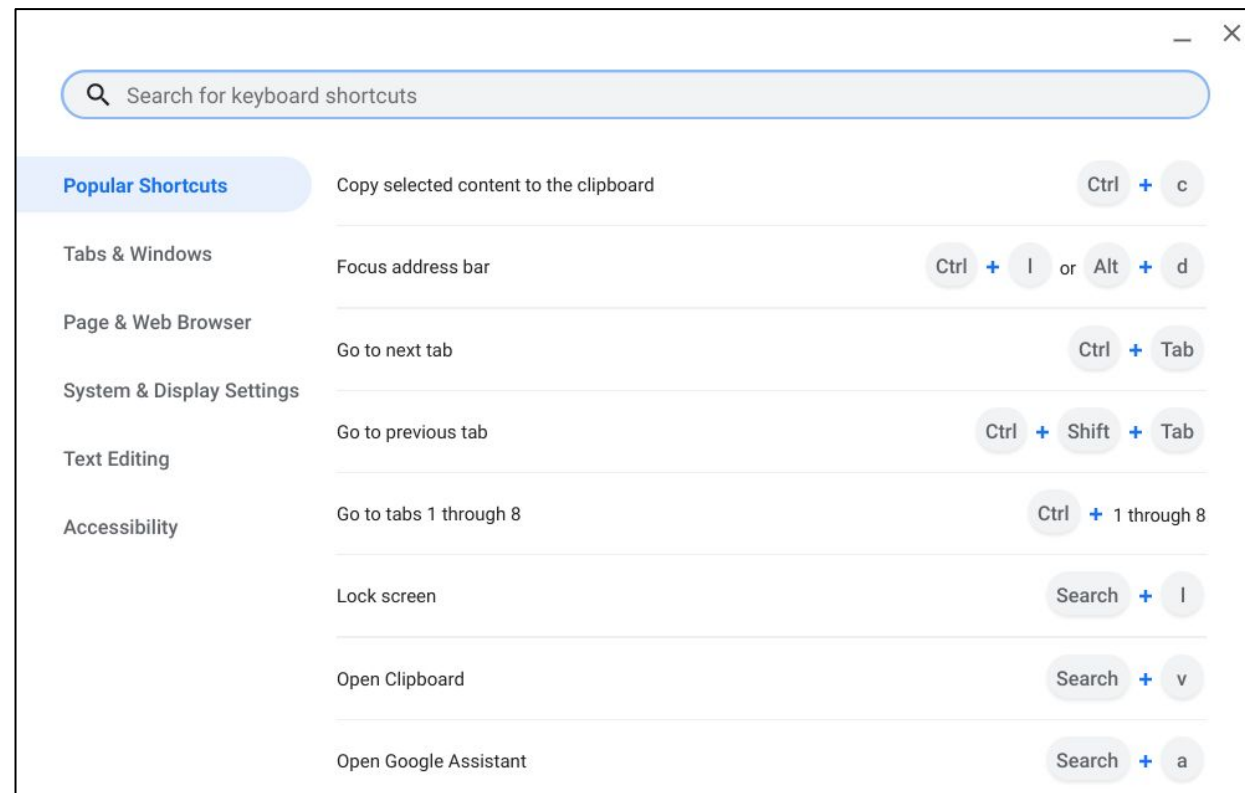 Search for keyboard shortcuts
Popular Shortcuts
Tabs & Windows
Page & Web Browser
System & Display Settings
Text Editing
Accessibility
Copy selected content to the clipboard Ctrl + c
Focus address bar Ctrl + l or Alt + d
Go to next tab Ctrl + Tab
Go to previous tab Ctrl + Shift + Tab
Go to tabs 1 through 8 Ctrl + 1 through 8
Lock screen Search + l
Open Clipboard Search + v
Open Google Assistant Search + a